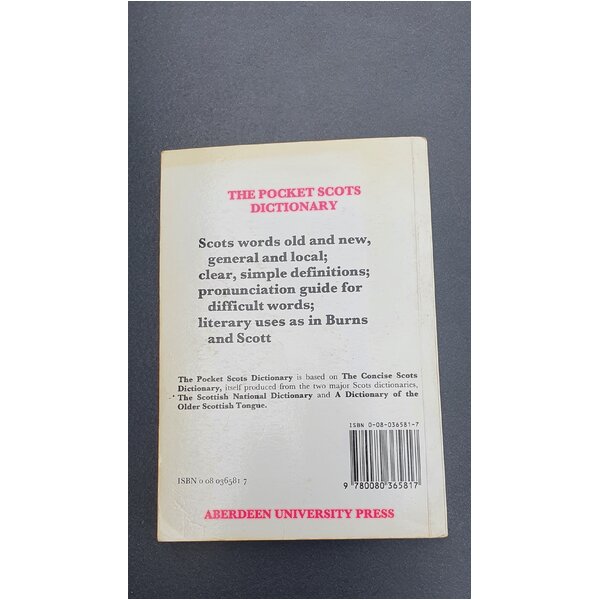 THE POCKET SCOTS
DICTIONARY
Scots words old and new,
general and local;
clear, simple definitions;
pronunciation guide for
difficult words;
literary uses as in Burns
and Scott
The Pocket Scots Dictionary is based on The Concise Scots
Dictionary, itself produced from the two major Scots dictionaries,
The Scottish National Dictionary and A Dictionary of the
Older Scottish Tongue.
ISBN 0-08-036581-7
9 780080 365817
ISBN 0 08 036581 7
ABERDEEN UNIVERSITY PRESS